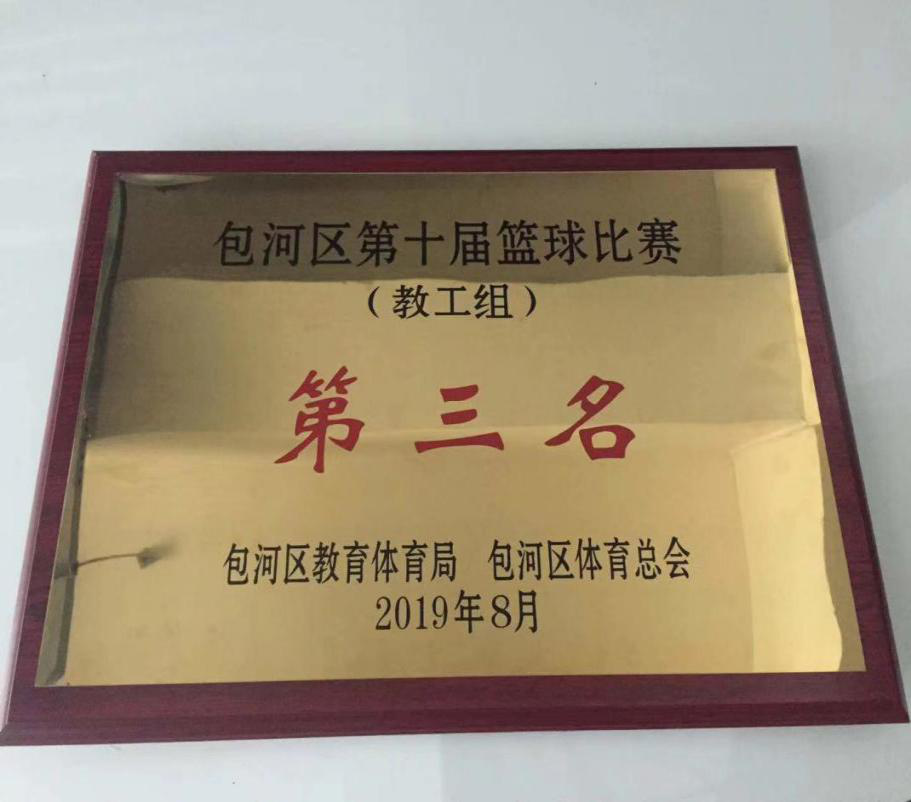 包河区第十届篮球比赛
（教工组）
第三名
包河区教育体育局 包河区体育总会
2019年8月